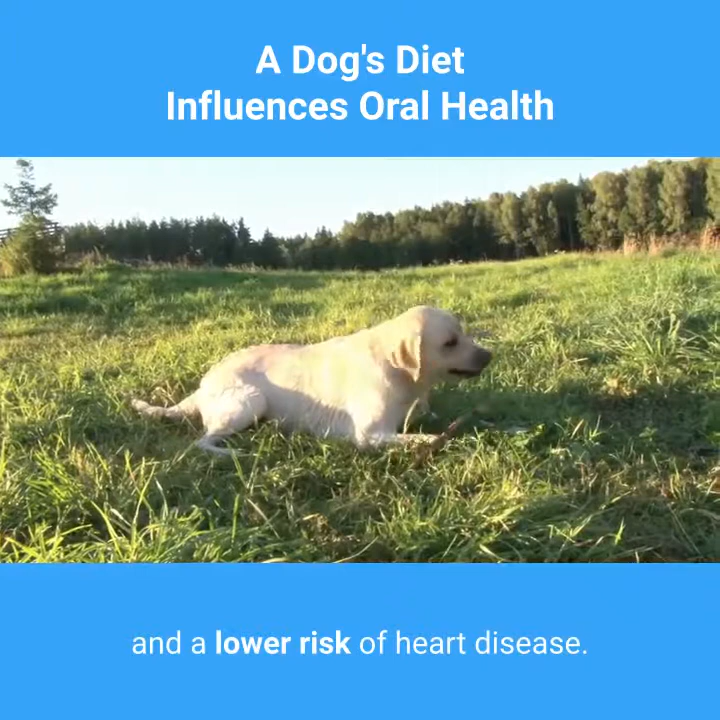 A Dog's Diet
Influences Oral Health
and a lower risk of heart disease.